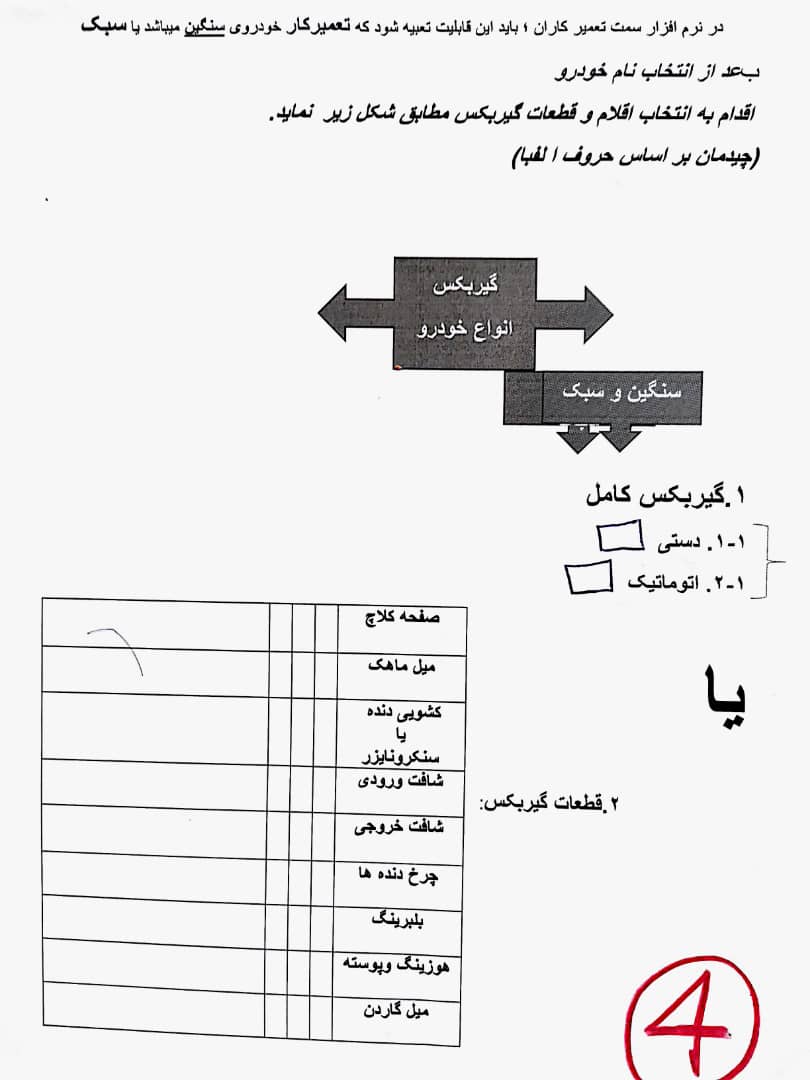 در نرم افزار سمت تعمیر کاران ؛ باید این قابلیت تعبیه شود که تعمیرکار خودروی سنگین میباشد یا سبک
بعد از انتخاب نام خودرو
اقدام به انتخاب اقلام و قطعات گیربکس مطابق شکل زیر نماید.
(چیدمان بر اساس حروف ا لفبا)
گیربکس
انواع خودرو
سنگین و سبک
۱.گیربکس کامل
۱-۱. دستی
۲-۱. اتوماتیک
یا
۲.قطعات گیربکس:
صفحه کلاچ
میل ماهک
کشویی دنده
یا
سنکرونایزر
شافت ورودی
شافت خروجی
چرخ دنده ها
بلبرینگ
هوزینگ وپوسته
میل گاردن
4